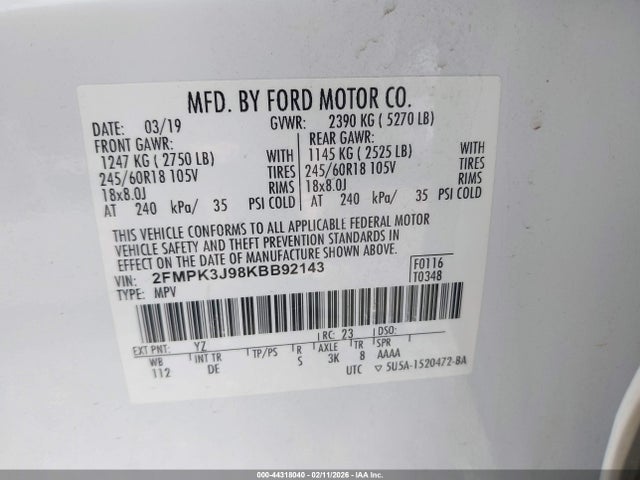 MFD. BY FORD MOTOR CO.
DATE: 03/19 GVWR: 2390 KG ( 5270 LB)
FRONT GAWR: REAR GAWR:
1247 KG ( 2750 LB) WITH 1145 KG ( 2525 LB) WITH
245/60R18 105V TIRES 245/60R18 105V TIRES
18x8.0J RIMS 18x8.0J RIMS
AT 240 kPa/ 35 PSI COLD AT 240 kPa/ 35 PSI COLD
THIS VEHICLE CONFORMS TO ALL APPLICABLE FEDERAL MOTOR
VEHICLE SAFETY AND THEFT PREVENTION STANDARDS IN
EFFECT ON THE DATE OF MANUFACTURE SHOWN ABOVE.
VIN: 2FMPK3J98KBB92143 F0116
TYPE: MPV T0348
EXT PNT: YZ RC: 23 DSO:
WB INT TR TP/PS R AXLE TR SPR
112 DE S 3K 8 AAAA
UTC ▽ 5U5A-1520472-BA
000-44318040 - 02/11/2026 - IAA Inc.